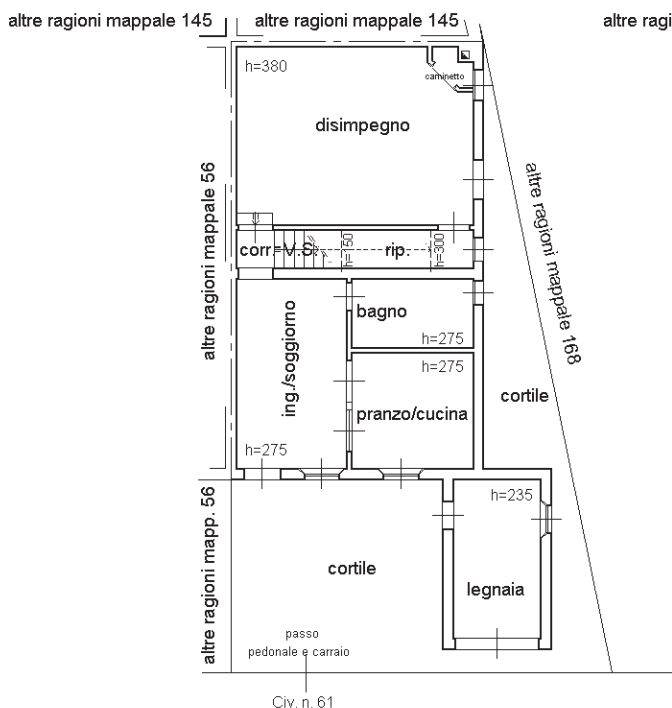 altre ragioni mappale 145
altre ragioni mappale 145
altre ragi
h=380
caminetto
disimpegno
altre ragioni mappale 56
altre ragioni mappale 168
corr.=V.S.
h=150
rip.
h=300
ing./soggiorno
bagno
h=275
h=275
pranzo/cucina
cortile
h=275
altre ragioni mapp. 56
h=235
cortile
legnaia
passo
pedonale e carraio
Civ. n. 61